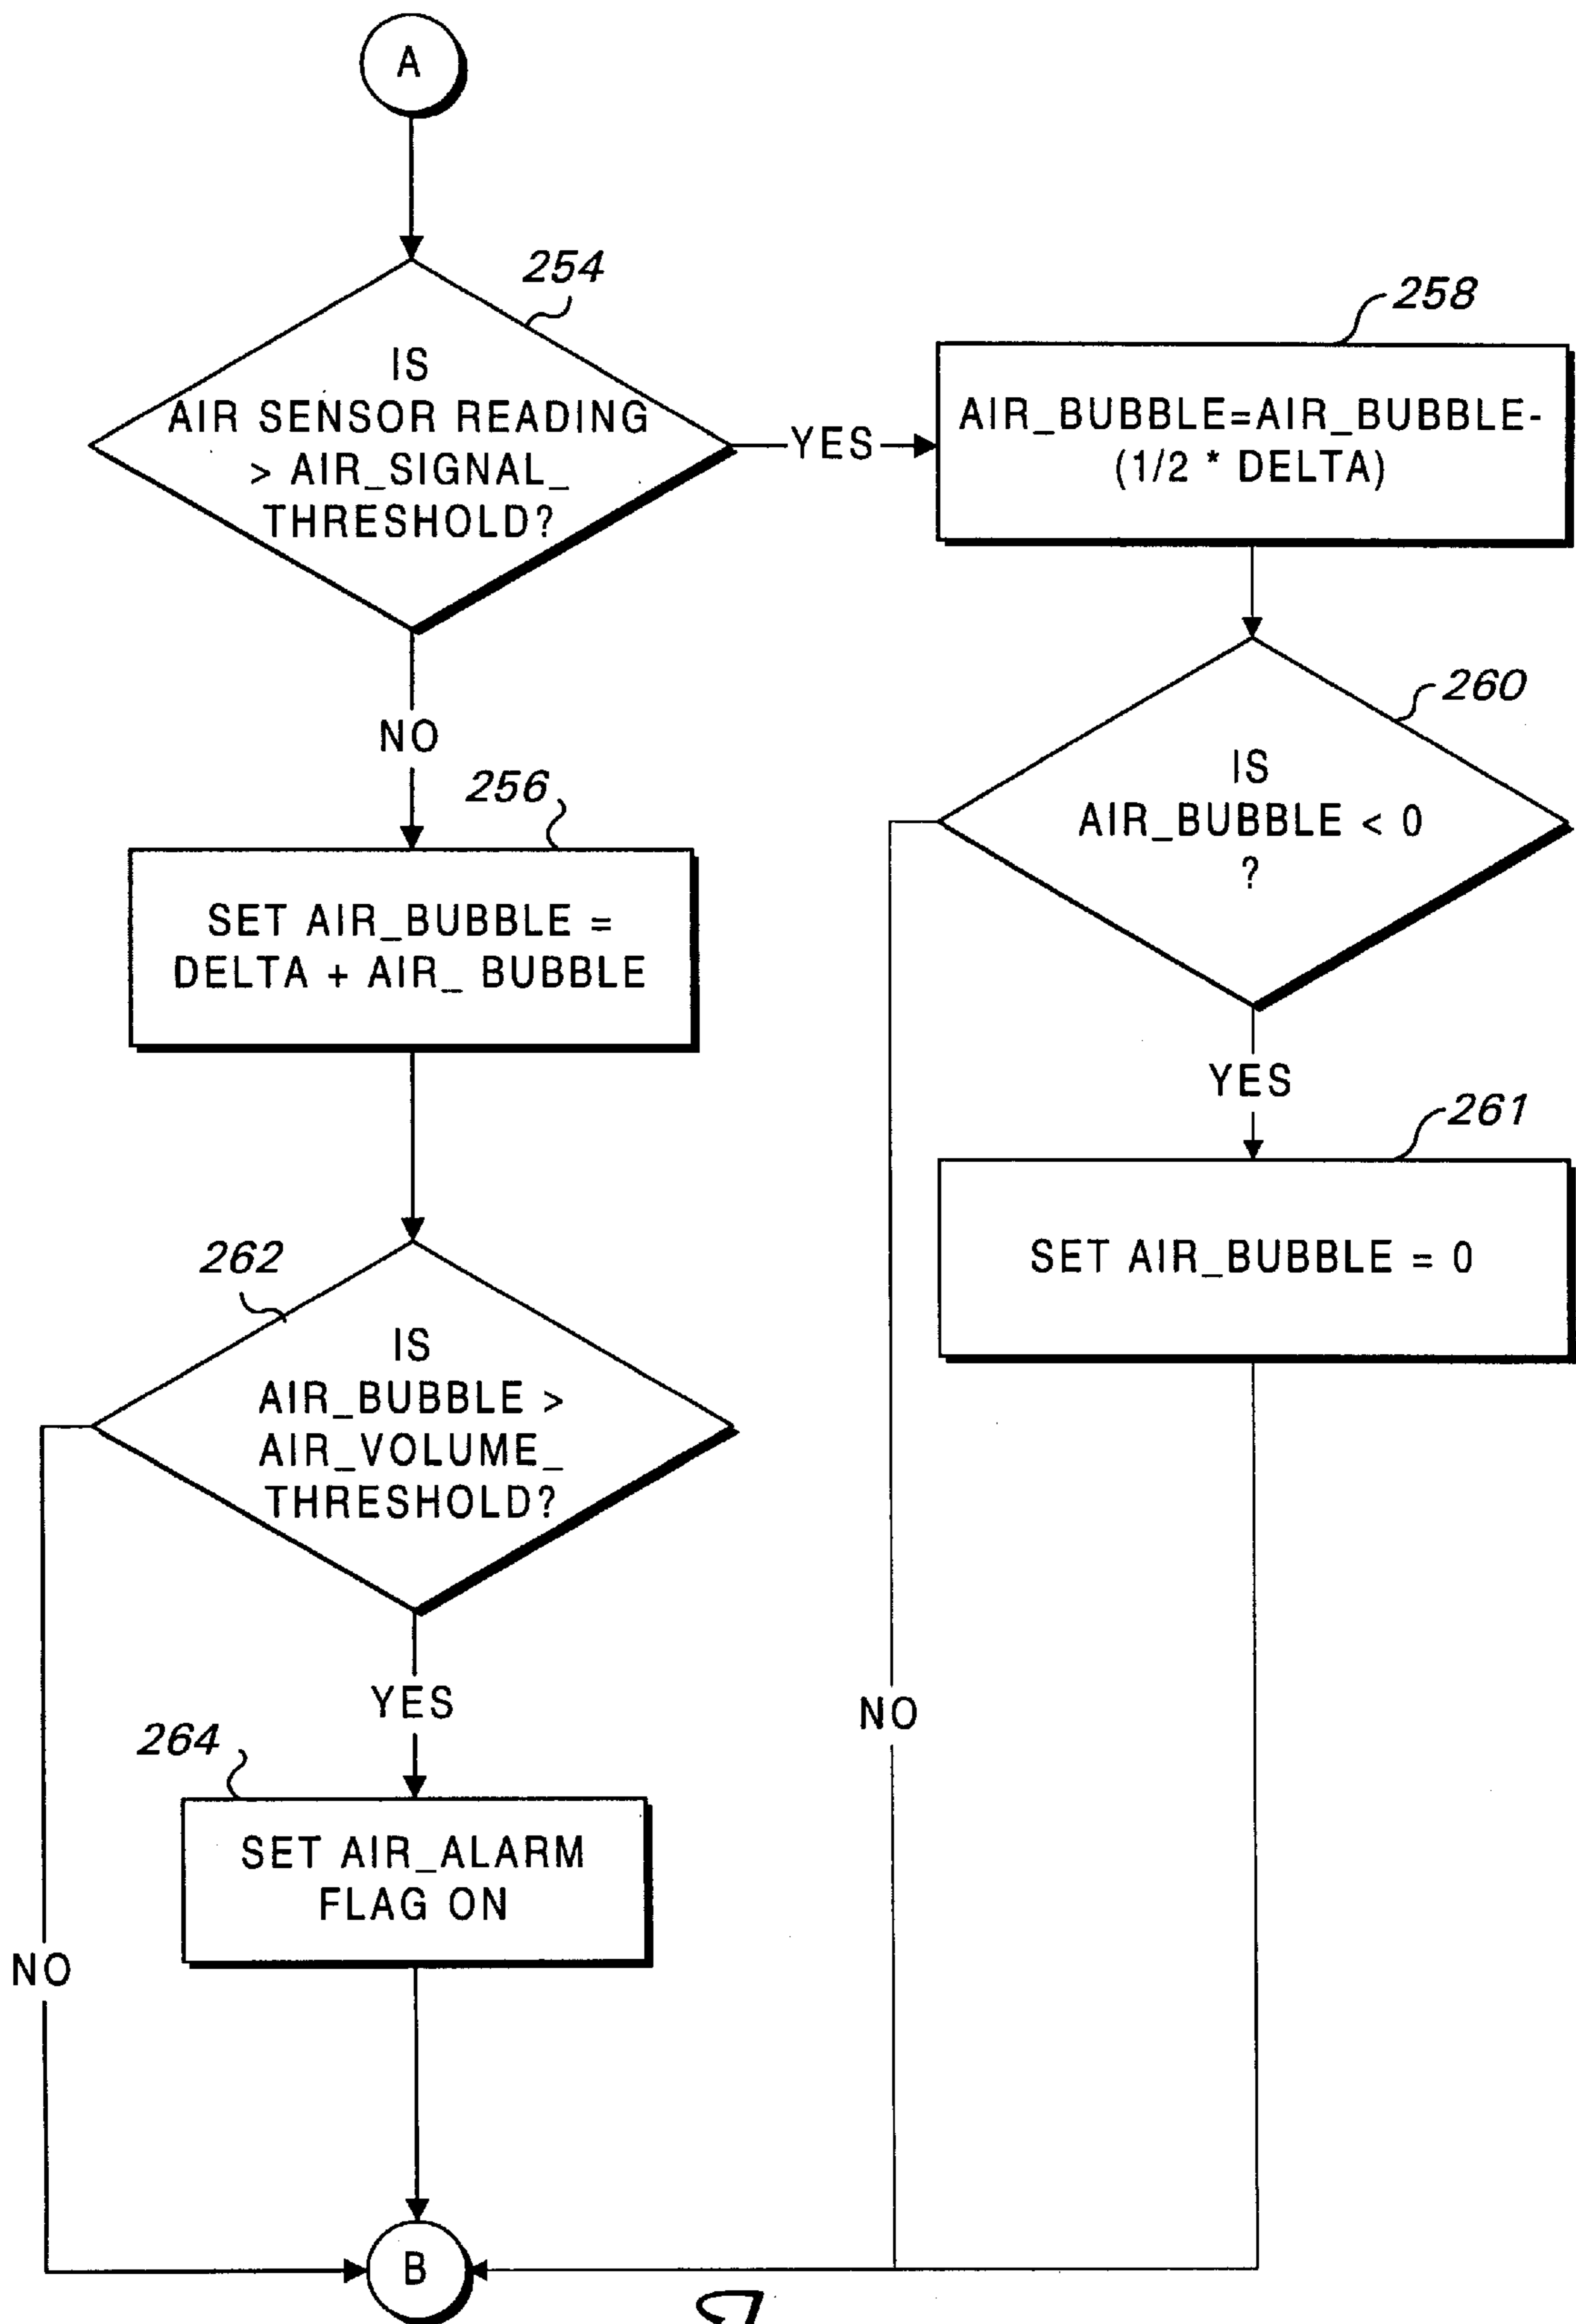 A
254
IS
AIR SENSOR READING
> AIR_SIGNAL_
THRESHOLD?
YES
258
AIR_BUBBLE=AIR_BUBBLE-
(1/2 * DELTA)
NO
260
IS
AIR_BUBBLE < 0
?
256
SET AIR_BUBBLE =
DELTA + AIR_ BUBBLE
YES
261
SET AIR_BUBBLE = 0
262
IS
AIR_BUBBLE >
AIR_VOLUME_
THRESHOLD?
YES
NO
264
SET AIR_ALARM
FLAG ON
NO
B